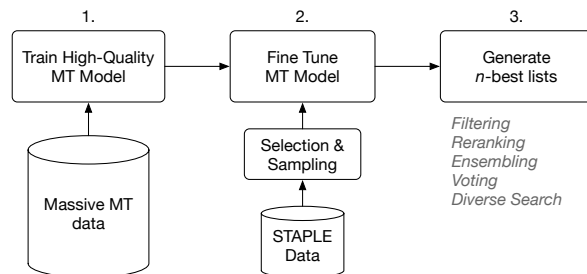 1.
Train High-Quality
MT Model
Massive MT
data
2.
Fine Tune
MT Model
Selection &
Sampling
STAPLE
Data
3.
Generate
n-best lists
Filtering
Reranking
Ensembling
Voting
Diverse Search